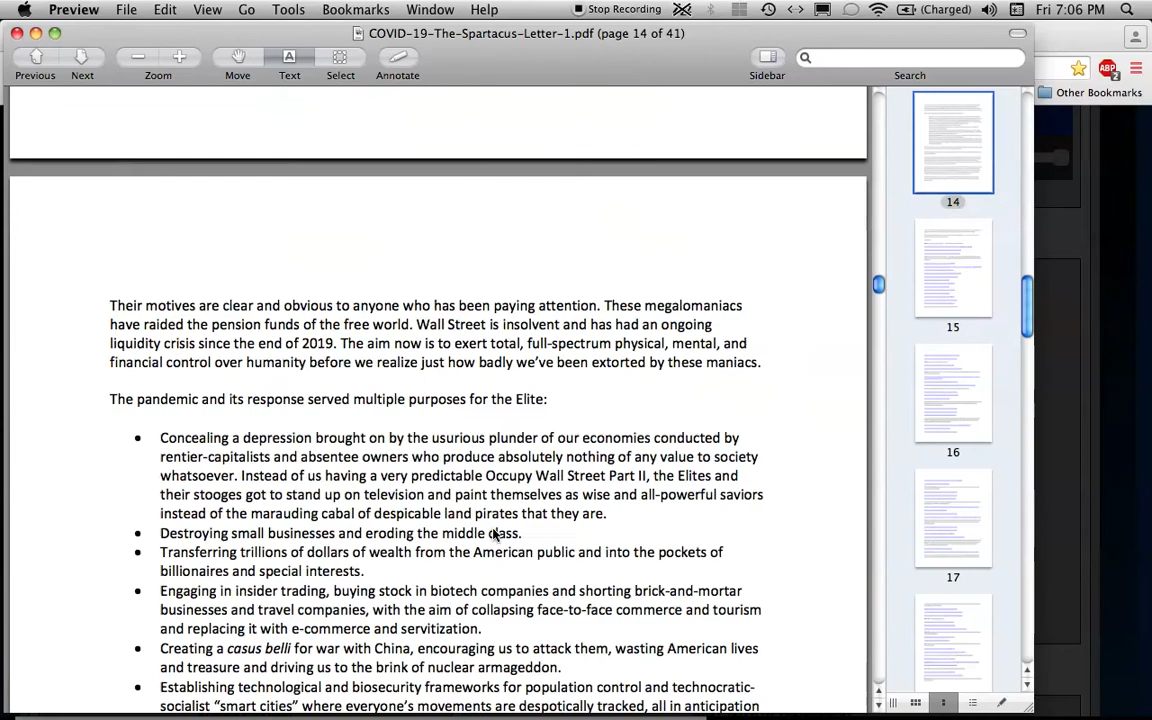 Preview File Edit View Go Tools Bookmarks Window Help Stop Recording (Charged) Fri 7:06 PM
COVID-19-The-Spartacus-Letter-1.pdf (page 14 of 41)
Previous Next Zoom Move Text Select Annotate Sidebar Search
ABP 2
Other Bookmarks
Their motives are clear and obvious to anyone who has been paying attention. These megalomaniacs
have raided the pension funds of the free world. Wall Street is insolvent and has had an ongoing
liquidity crisis since the end of 2019. The aim now is to exert total, full-spectrum physical, mental, and
financial control over humanity before we realize just how badly we've been extorted by these maniacs.
The pandemic and its response served multiple purposes for the Elite:
• Concealing a depression brought on by the usurious plunder of our economies conducted by
rentier-capitalists and absentee owners who produce absolutely nothing of any value to society
whatsoever. Instead of us having a very predictable Occupy Wall Street Part II, the Elites and
their stooges got to stand up on television and paint themselves as wise and all-powerful saviors
instead of the marauding cabal of despicable land pirates that they are.
• Destroying small businesses and eroding the middle class.
• Transferring trillions of dollars of wealth from the American public and into the pockets of
billionaires and special interests.
• Engaging in insider trading, buying stock in biotech companies and shorting brick-and-mortar
businesses and travel companies, with the aim of collapsing face-to-face commerce and tourism
and replacing it with e-commerce and servitization.
• Creating a casus belli for war with China, encouraging us to attack them, wasting American lives
and treasure and driving us to the brink of nuclear armageddon.
• Establishing technological and biosecurity frameworks for population control and technocratic-
socialist "smart cities" where everyone's movements are despotically tracked, all in anticipation
14
15
16
17